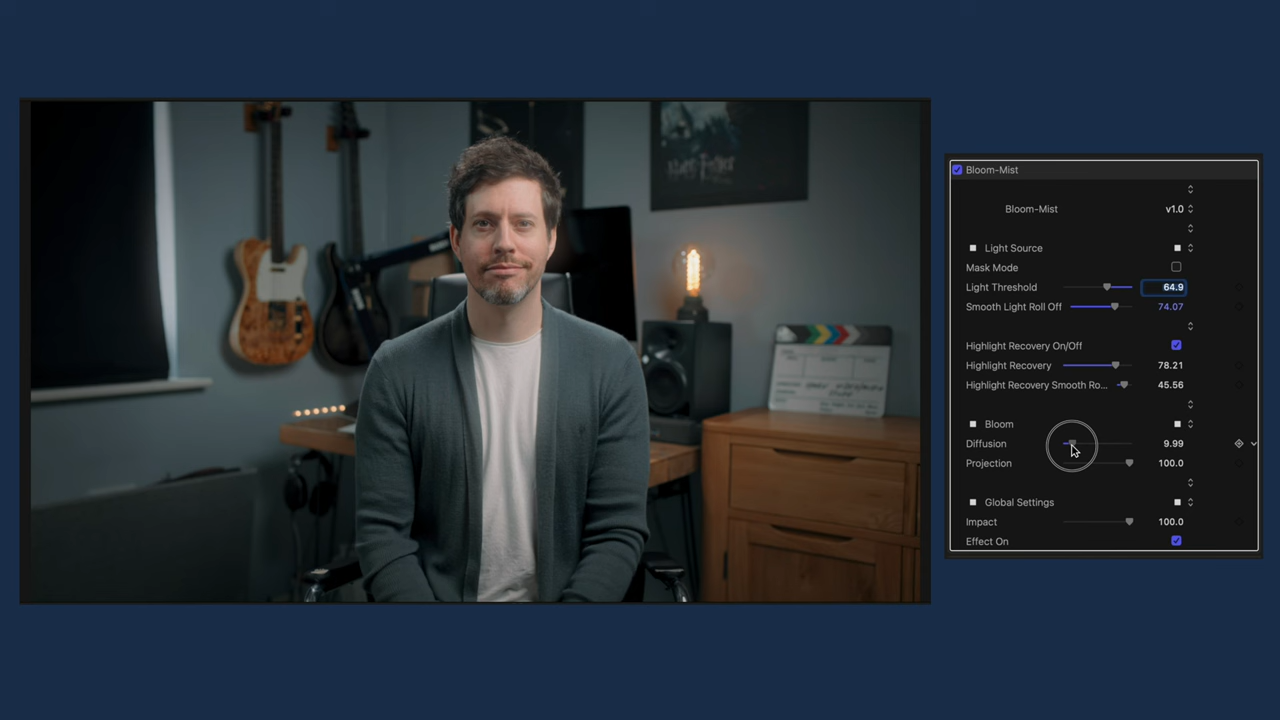 HARRY POTTER
Bloom-Mist
Bloom-Mist v1.0
Light Source
Mask Mode
Light Threshold 64.9
Smooth Light Roll Off 74.07
Highlight Recovery On/Off
Highlight Recovery 78.21
Highlight Recovery Smooth Ro... 45.56
Bloom
Diffusion 9.99
Projection 100.0
Global Settings
Impact 100.0
Effect On